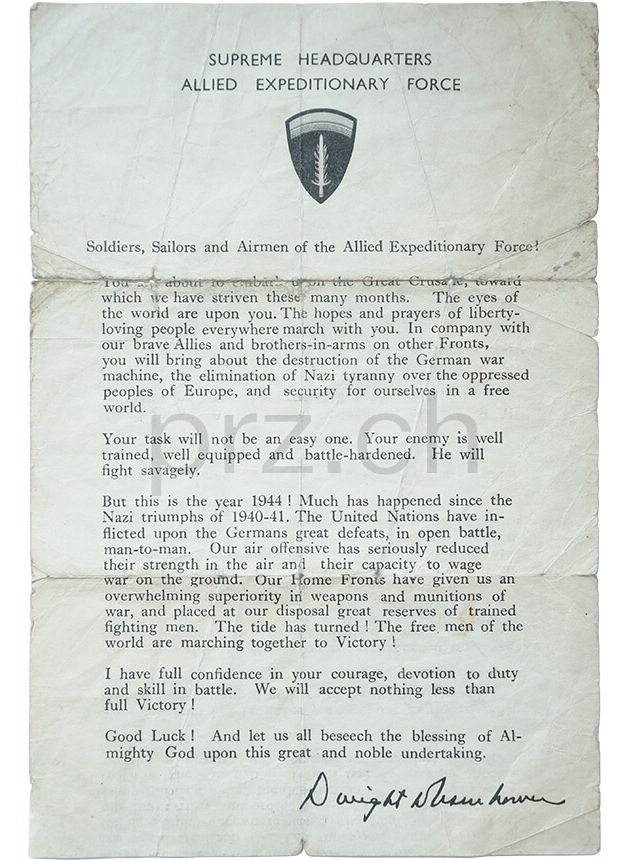 SUPREME HEADQUARTERS
ALLIED EXPEDITIONARY FORCE
Soldiers, Sailors and Airmen of the Allied Expeditionary Force!
You are about to embark upon the Great Crusade, toward
which we have striven these many months. The eyes of
the world are upon you. The hopes and prayers of liberty-
loving people everywhere march with you. In company with
our brave Allies and brothers-in-arms on other Fronts,
you will bring about the destruction of the German war
machine, the elimination of Nazi tyranny over the oppressed
peoples of Europe, and security for ourselves in a free
world.
Your task will not be an easy one. Your enemy is well
trained, well equipped and battle-hardened. He will
fight savagely.
But this is the year 1944 ! Much has happened since the
Nazi triumphs of 1940-41. The United Nations have in-
flicted upon the Germans great defeats, in open battle,
man-to-man. Our air offensive has seriously reduced
their strength in the air and their capacity to wage
war on the ground. Our Home Fronts have given us an
overwhelming superiority in weapons and munitions of
war, and placed at our disposal great reserves of trained
fighting men. The tide has turned ! The free men of the
world are marching together to Victory !
I have full confidence in your courage, devotion to duty
and skill in battle. We will accept nothing less than
full Victory !
Good Luck ! And let us all beseech the blessing of Al-
mighty God upon this great and noble undertaking.
Dwight D Eisenhower
prz.ch